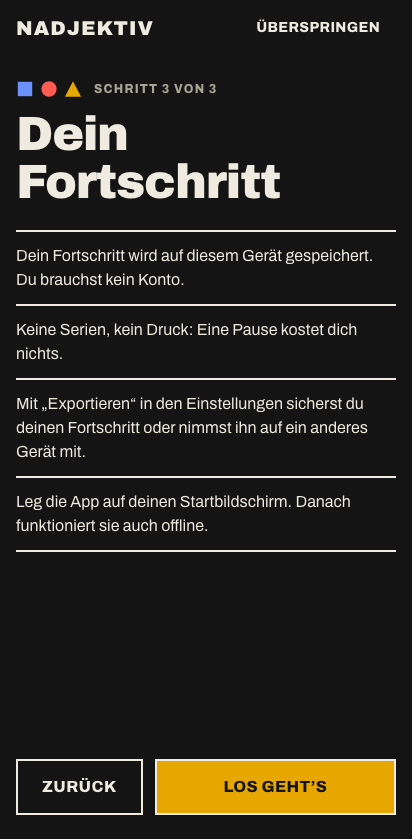 NADJEKTIV
ÜBERSPRINGEN
SCHRITT 3 VON 3
Dein
Fortschritt
Dein Fortschritt wird auf diesem Gerät gespeichert.
Du brauchst kein Konto.
Keine Serien, kein Druck: Eine Pause kostet dich
nichts.
Mit „Exportieren“ in den Einstellungen sicherst du
deinen Fortschritt oder nimmst ihn auf ein anderes
Gerät mit.
Leg die App auf deinen Startbildschirm. Danach
funktioniert sie auch offline.
ZURÜCK
LOS GEHT’S